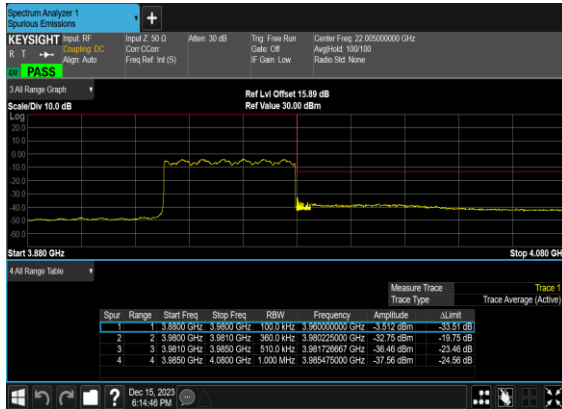 Spectrum Analyzer 1
Spurious Emissions
+
KEYSIGHT
R T
Input: RF
Coupling: DC
Align: Auto
Input Z: 50 Ω
Corr CCorr
Freq Ref: Int (S)
Atten: 30 dB
Trig: Free Run
Gate: Off
IF Gain: Low
Center Freq: 22.005000000 GHz
Avg|Hold: 100/100
Radio Std: None
PASS
3 All Range Graph
Scale/Div 10.0 dB
Ref Lvl Offset 15.89 dB
Ref Value 30.00 dBm
Log
20.0
10.0
0.00
-10.0
-20.0
-30.0
-40.0
-50.0
-60.0
Start 3.880 GHz
Stop 4.080 GHz
4 All Range Table
Measure Trace Trace 1
Trace Type Trace Average (Active)
Spur Range Start Freq Stop Freq RBW Frequency Amplitude ΔLimit
1 1 3.8800 GHz 3.9800 GHz 100.0 kHz 3.960000000 GHz -3.512 dBm -33.51 dB
2 2 3.9800 GHz 3.9810 GHz 360.0 kHz 3.980225000 GHz -32.75 dBm -19.75 dB
3 3 3.9810 GHz 3.9850 GHz 510.0 kHz 3.981726667 GHz -36.46 dBm -23.46 dB
4 4 3.9850 GHz 4.0800 GHz 1.000 MHz 3.985475000 GHz -37.56 dBm -24.56 dB
?
Dec 15, 2023
6:14:46 PM